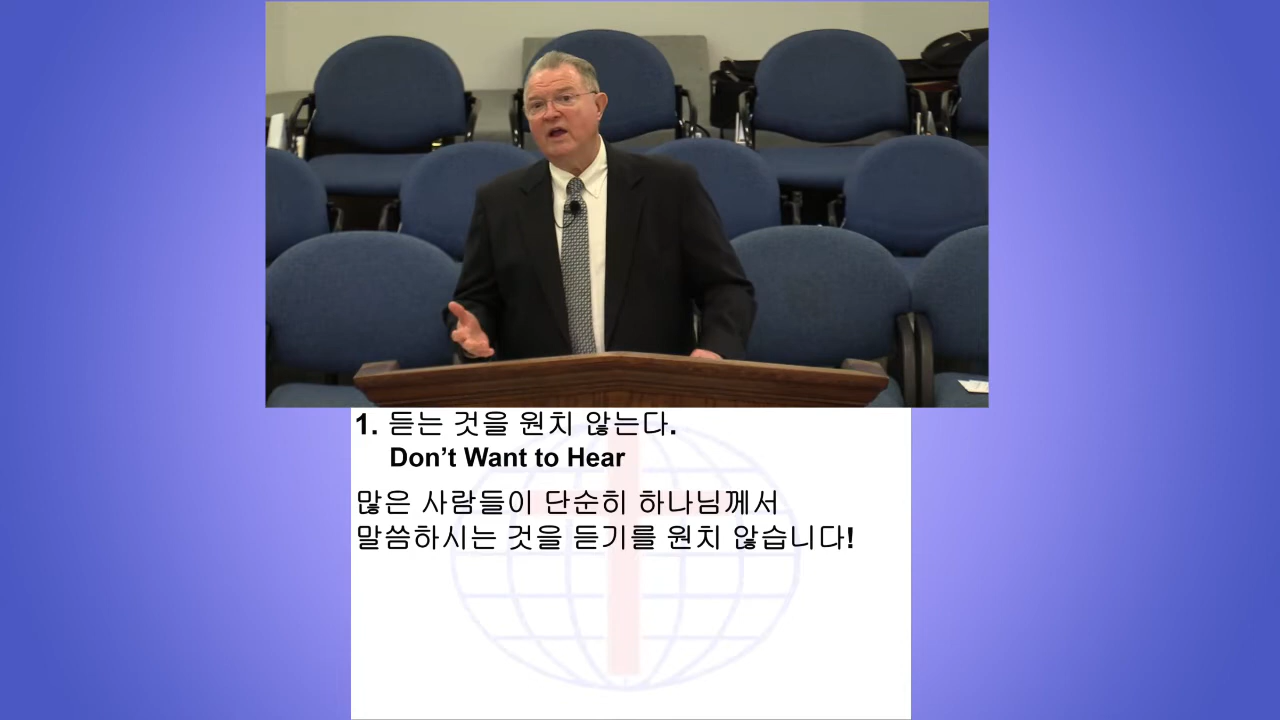 1. 듣는 것을 원치 않는다.
Don’t Want to Hear
많은 사람들이 단순히 하나님께서
말씀하시는 것을 듣기를 원치 않습니다!